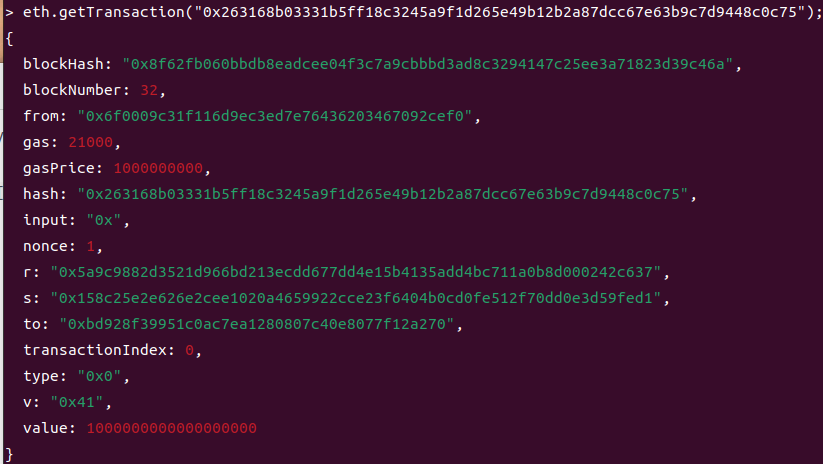 > eth.getTransaction("0x263168b03331b5ff18c3245a9f1d265e49b12b2a87dcc67e63b9c7d9448c0c75");
{
  blockHash: "0x8f62fb060bbdb8eadcee04f3c7a9cbbbd3ad8c3294147c25ee3a71823d39c46a",
  blockNumber: 32,
  from: "0x6f0009c31f116d9ec3ed7e76436203467092cef0",
  gas: 21000,
  gasPrice: 1000000000,
  hash: "0x263168b03331b5ff18c3245a9f1d265e49b12b2a87dcc67e63b9c7d9448c0c75",
  input: "0x",
  nonce: 1,
  r: "0x5a9c9882d3521d966bd213ecdd677dd4e15b4135add4bc711a0b8d000242c637",
  s: "0x158c25e2e626e2cee1020a4659922cce23f6404b0cd0fe512f70dd0e3d59fed1",
  to: "0xbd928f39951c0ac7ea1280807c40e8077f12a270",
  transactionIndex: 0,
  type: "0x0",
  v: "0x41",
  value: 1000000000000000000
}